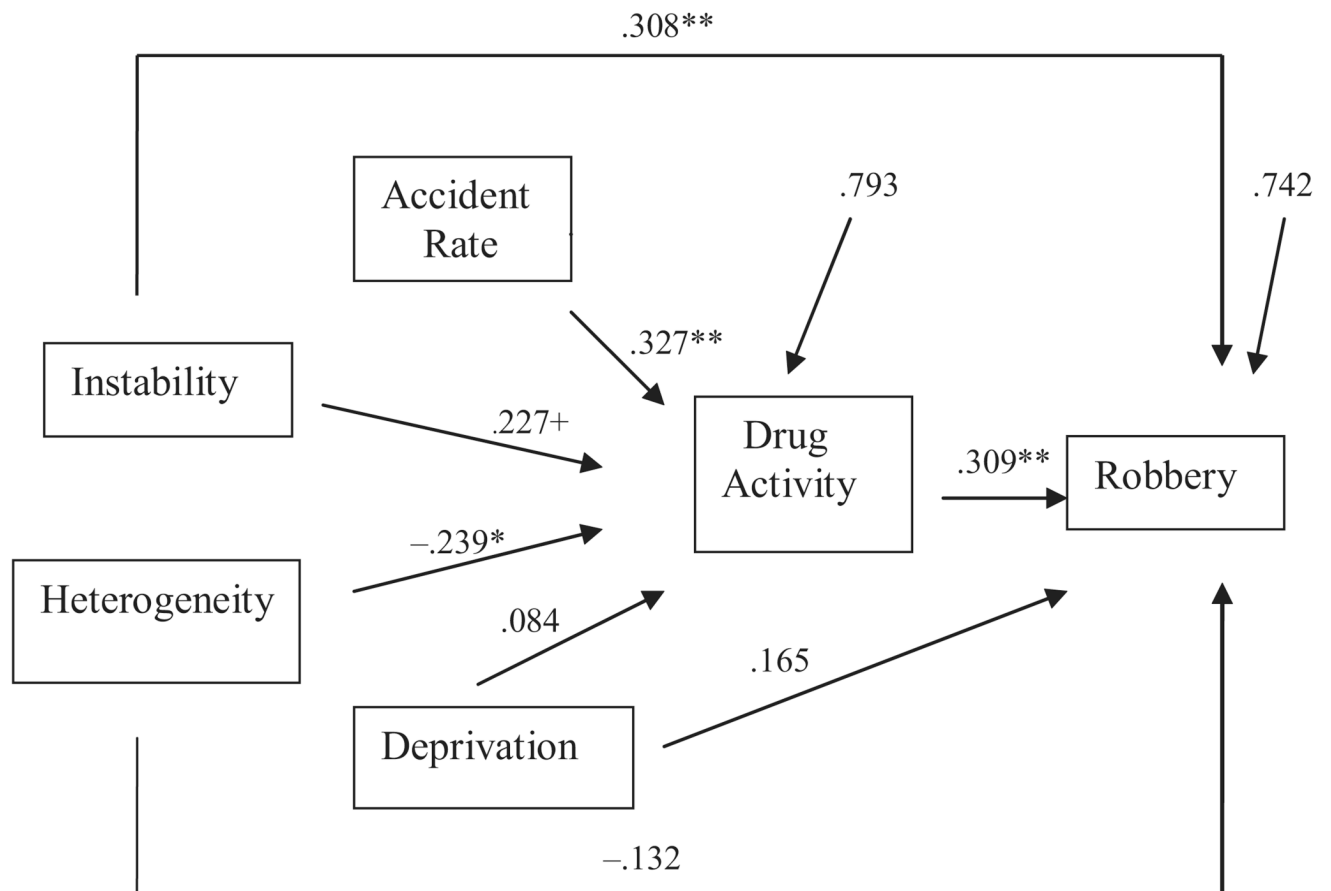 .308**
Accident
Rate
.793
.742
.327**
Instability
.227+
Drug
Activity
.309**
Robbery
–.239*
Heterogeneity
.084
.165
Deprivation
–.132